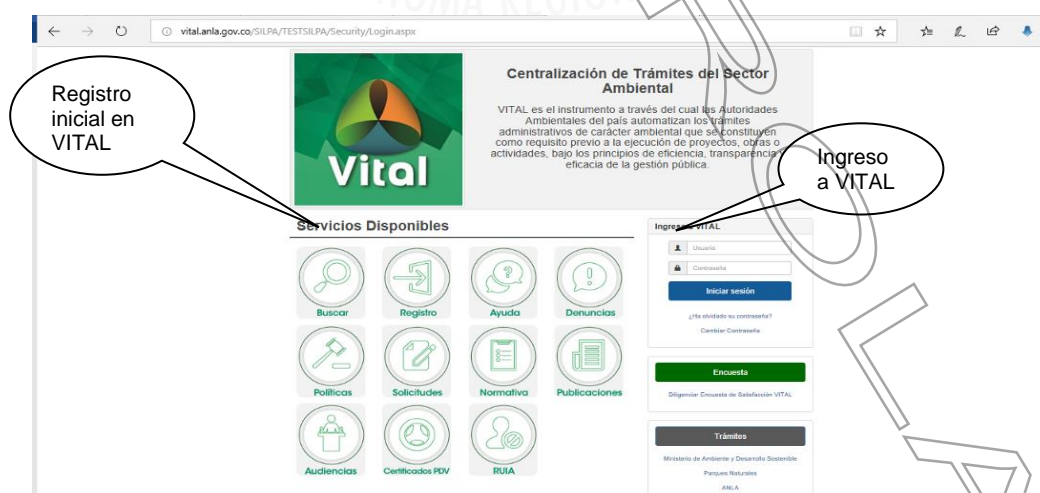 NOMA REGION
vital.anla.gov.co/SILPA/TESTSILPA/Security/Login.aspx
Registro
inicial en
VITAL
Vital
Centralización de Trámites del Sector
Ambiental
VITAL es el instrumento a través del cual las Autoridades
Ambientales del país automatizan los trámites
administrativos de carácter ambiental que se constituyen
como requisito previo a la ejecución de proyectos, obras o
actividades, bajo los principios de eficiencia, transparencia y
eficacia de la gestión pública.
Ingreso
a VITAL
Servicios Disponibles
Buscar
Registro
Ayuda
Denuncias
Políticas
Solicitudes
Normativa
Publicaciones
Audiencias
Certificados PDV
RUIA
Ingreso a VITAL
Usuario
Contraseña
Iniciar sesión
¿Ha olvidado su contraseña?
Cambiar Contraseña
Encuesta
Diligenciar Encuesta de Satisfacción VITAL
Trámites
Ministerio de Ambiente y Desarrollo Sostenible
Parques Naturales
ANLA